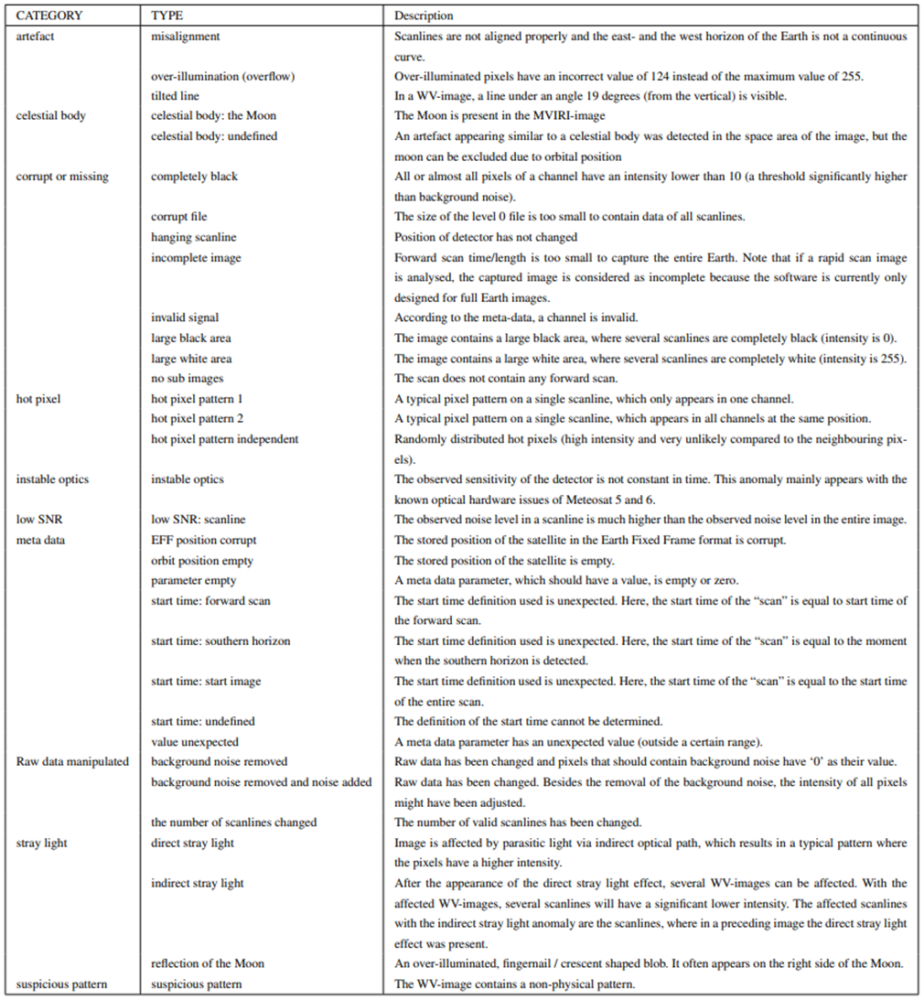 CATEGORY TYPE Description
artefact misalignment Scanlines are not aligned properly and the east- and the west horizon of the Earth is not a continuous
curve.
over-illumination (overflow) Over-illuminated pixels have an incorrect value of 124 instead of the maximum value of 255.
tilted line In a WV-image, a line under an angle 19 degrees (from the vertical) is visible.
celestial body celestial body: the Moon The Moon is present in the MVIRI-image
celestial body: undefined An artefact appearing similar to a celestial body was detected in the space area of the image, but the
moon can be excluded due to orbital position
corrupt or missing completely black All or almost all pixels of a channel have an intensity lower than 10 (a threshold significantly higher
than background noise).
corrupt file The size of the level 0 file is too small to contain data of all scanlines.
hanging scanline Position of detector has not changed
incomplete image Forward scan time/length is too small to capture the entire Earth. Note that if a rapid scan image
is analysed, the captured image is considered as incomplete because the software is currently only
designed for full Earth images.
invalid signal According to the meta-data, a channel is invalid.
large black area The image contains a large black area, where several scanlines are completely black (intensity is 0).
large white area The image contains a large white area, where several scanlines are completely white (intensity is 255).
no sub images The scan does not contain any forward scan.
hot pixel hot pixel pattern 1 A typical pixel pattern on a single scanline, which only appears in one channel.
hot pixel pattern 2 A typical pixel pattern on a single scanline, which appears in all channels at the same position.
hot pixel pattern independent Randomly distributed hot pixels (high intensity and very unlikely compared to the neighbouring pix-
els).
instable optics instable optics The observed sensitivity of the detector is not constant in time. This anomaly mainly appears with the
known optical hardware issues of Meteosat 5 and 6.
low SNR low SNR: scanline The observed noise level in a scanline is much higher than the observed noise level in the entire image.
meta data EFF position corrupt The stored position of the satellite in the Earth Fixed Frame format is corrupt.
orbit position empty The stored position of the satellite is empty.
parameter empty A meta data parameter, which should have a value, is empty or zero.
start time: forward scan The start time definition used is unexpected. Here, the start time of the “scan” is equal to start time of
the forward scan.
start time: southern horizon The start time definition used is unexpected. Here, the start time of the “scan” is equal to the moment
when the southern horizon is detected.
start time: start image The start time definition used is unexpected. Here, the start time of the “scan” is equal to the start time
of the entire scan.
start time: undefined The definition of the start time cannot be determined.
value unexpected A meta data parameter has an unexpected value (outside a certain range).
Raw data manipulated background noise removed Raw data has been changed and pixels that should contain background noise have ‘0’ as their value.
background noise removed and noise added Raw data has been changed. Besides the removal of the background noise, the intensity of all pixels
might have been adjusted.
the number of scanlines changed The number of valid scanlines has been changed.
stray light direct stray light Image is affected by parasitic light via indirect optical path, which results in a typical pattern where
the pixels have a higher intensity.
indirect stray light After the appearance of the direct stray light effect, several WV-images can be affected. With the
affected WV-images, several scanlines will have a significant lower intensity. The affected scanlines
with the indirect stray light anomaly are the scanlines, where in a preceding image the direct stray light
effect was present.
reflection of the Moon An over-illuminated, fingernail / crescent shaped blob. It often appears on the right side of the Moon.
suspicious pattern suspicious pattern The WV-image contains a non-physical pattern.